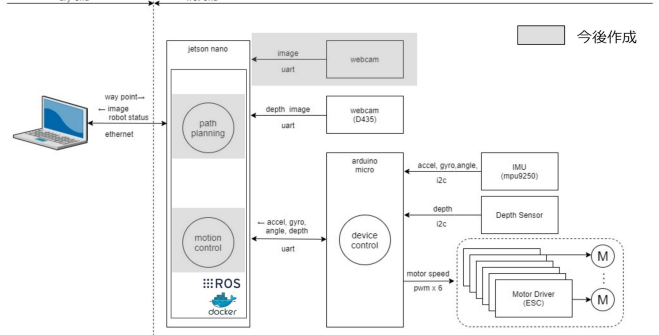 今後作成
jetson nano
image
uart
webcam
way point→
← image
robot status
ethernet
path
planning
depth image
uart
webcam
(D435)
arduino
micro
accel, gyro,angle,
i2c
IMU
(mpu9250)
depth
i2c
Depth Sensor
← accel, gyro,
angle, depth
uart
motion
control
device
control
motor speed
pwm x 6
Motor Driver
(ESC)
M
M
ROS
docker